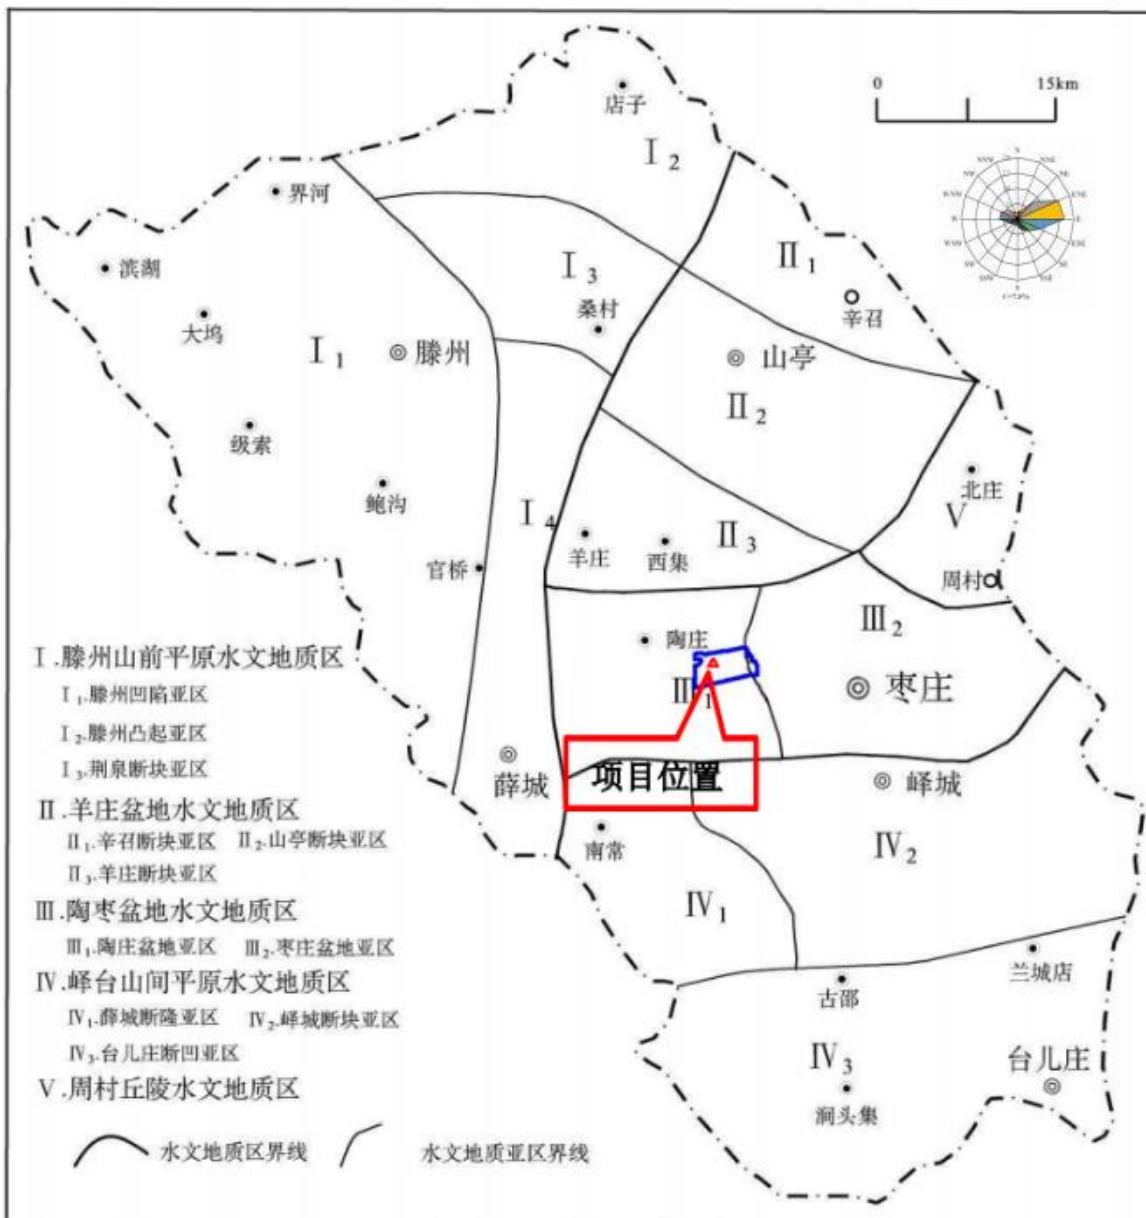 0 15km
店子
Ⅰ2
N
NNW NNE
NW NE
WNW ENE
W E
WSW ESE
S
界河
Ⅱ1
Ⅰ3
滨湖
辛召
大坞
桑村
Ⅰ1
滕州
山亭
Ⅱ2
级索
北庄
鲍沟
Ⅴ
Ⅰ4
羊庄
西集
Ⅱ3
官桥
周村
Ⅲ2
陶庄
枣庄
Ⅲ1
薛城
项目位置
峄城
南常
Ⅳ2
Ⅳ1
兰城店
古邵
Ⅳ3
台儿庄
涧头集
Ⅰ.滕州山前平原水文地质区
Ⅰ1.滕州凹陷亚区
Ⅰ2.滕州凸起亚区
Ⅰ3.荆泉断块亚区
Ⅱ.羊庄盆地水文地质区
Ⅱ1.辛召断块亚区 Ⅱ2.山亭断块亚区
Ⅱ3.羊庄断块亚区
Ⅲ.陶枣盆地水文地质区
Ⅲ1.陶庄盆地亚区 Ⅲ2.枣庄盆地亚区
Ⅳ.峄台山间平原水文地质区
Ⅳ1.薛城断隆亚区 Ⅳ2.峄城断块亚区
Ⅳ3.台儿庄断凹亚区
Ⅴ.周村丘陵水文地质区
水文地质区界线 水文地质亚区界线